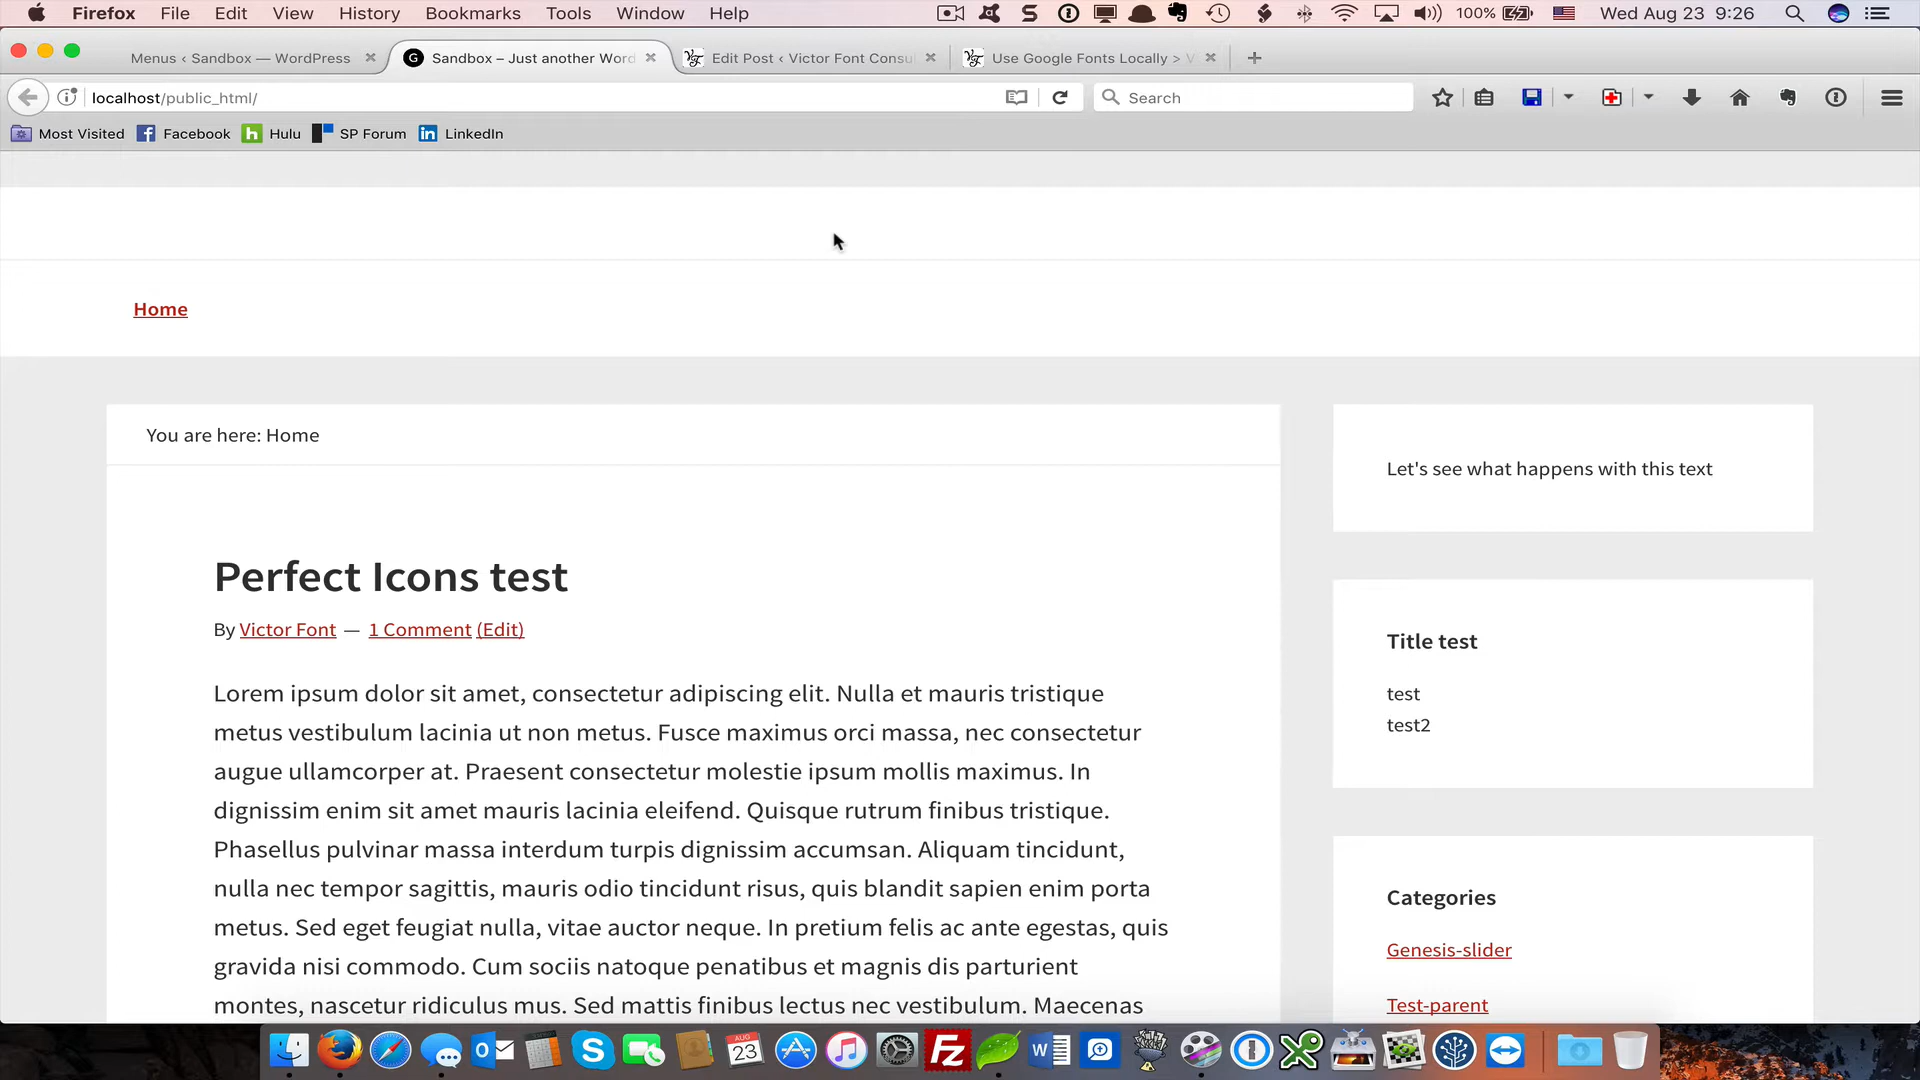 Firefox File Edit View History Bookmarks Tools Window Help 100% Wed Aug 23 9:26
Menus ‹ Sandbox — WordPress
Sandbox – Just another Word
Edit Post ‹ Victor Font Consul
Use Google Fonts Locally > V
localhost/public_html/
Search
Most Visited Facebook Hulu SP Forum LinkedIn
Home
You are here: Home
Perfect Icons test
By Victor Font — 1 Comment (Edit)
Lorem ipsum dolor sit amet, consectetur adipiscing elit. Nulla et mauris tristique
metus vestibulum lacinia ut non metus. Fusce maximus orci massa, nec consectetur
augue ullamcorper at. Praesent consectetur molestie ipsum mollis maximus. In
dignissim enim sit amet mauris lacinia eleifend. Quisque rutrum finibus tristique.
Phasellus pulvinar massa interdum turpis dignissim accumsan. Aliquam tincidunt,
nulla nec tempor sagittis, mauris odio tincidunt risus, quis blandit sapien enim porta
metus. Sed eget feugiat nulla, vitae auctor neque. In pretium felis ac ante egestas, quis
gravida nisi commodo. Cum sociis natoque penatibus et magnis dis parturient
montes, nascetur ridiculus mus. Sed mattis finibus lectus nec vestibulum. Maecenas
Let's see what happens with this text
Title test
test
test2
Categories
Genesis-slider
Test-parent
AUG
23